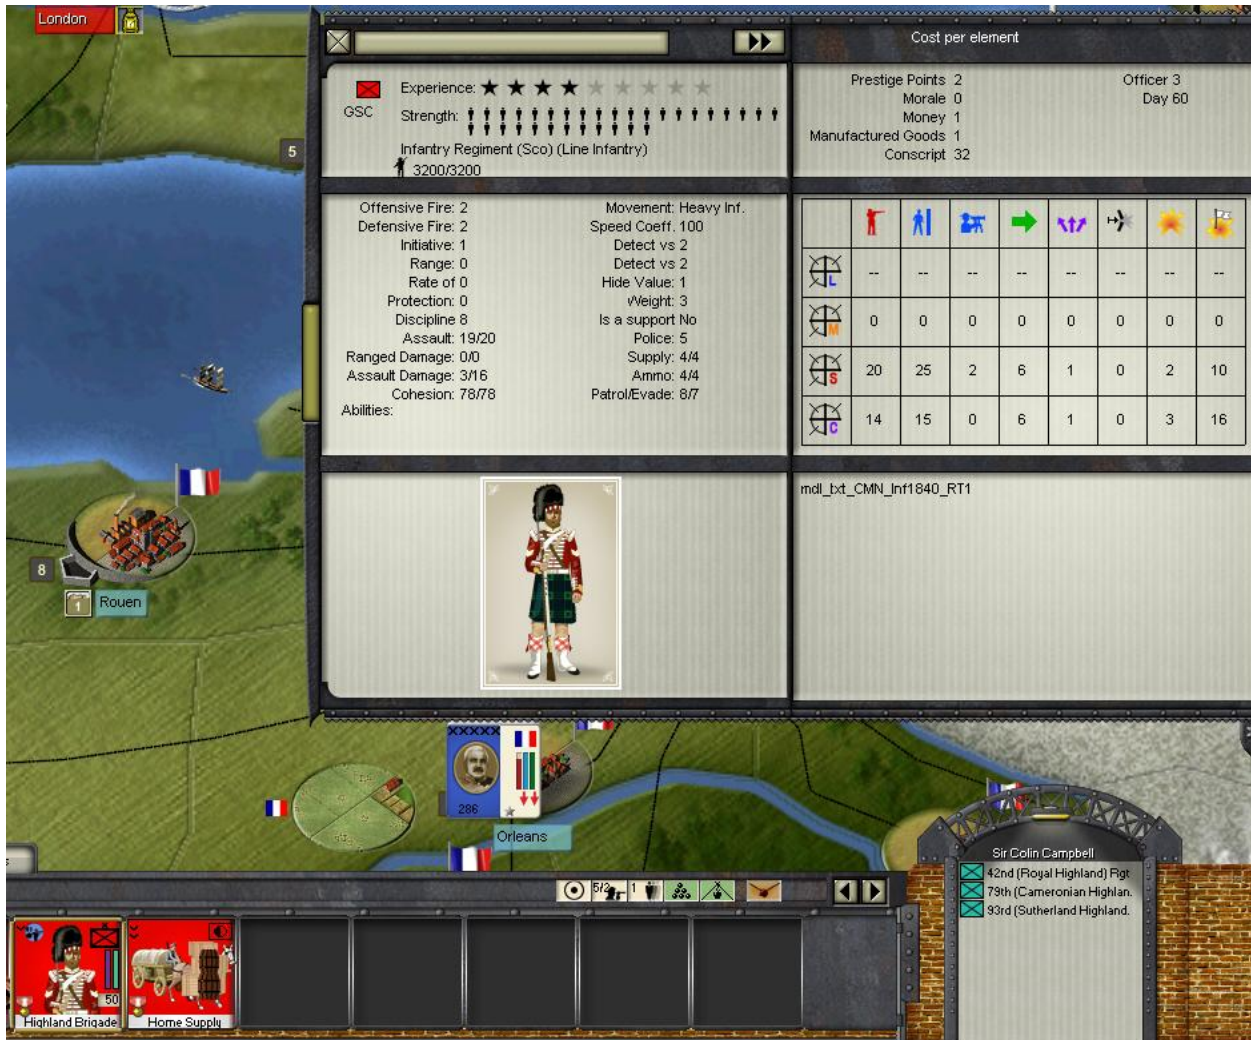 London
Cost per element
GSC
Experience:
Strength:
Infantry Regiment (Sco) (Line Infantry)
3200/3200
Prestige Points 2
Morale 0
Money 1
Manufactured Goods 1
Conscript 32
Officer 3
Day 60
5
Offensive Fire: 2
Defensive Fire: 2
Initiative: 1
Range: 0
Rate of 0
Protection: 0
Discipline 8
Assault: 19/20
Ranged Damage: 0/0
Assault Damage: 3/16
Cohesion: 78/78
Abilities:
Movement: Heavy Inf.
Speed Coeff. 100
Detect vs 2
Detect vs 2
Hide Value: 1
Weight: 3
Is a support No
Police: 5
Supply: 4/4
Ammo: 4/4
Patrol/Evade: 8/7
L -- -- -- -- -- -- -- --
M 0 0 0 0 0 0 0 0
S 20 25 2 6 1 0 2 10
C 14 15 0 6 1 0 3 16
mdl_txt_CMN_Inf1840_RT1
8
1
Rouen
XXXXX
286
Orleans
Sir Colin Campbell
42nd (Royal Highland) Rgt
79th (Cameronian Highlan.
93rd (Sutherland Highland.
5/2
1
50
Highland Brigade
Home Supply